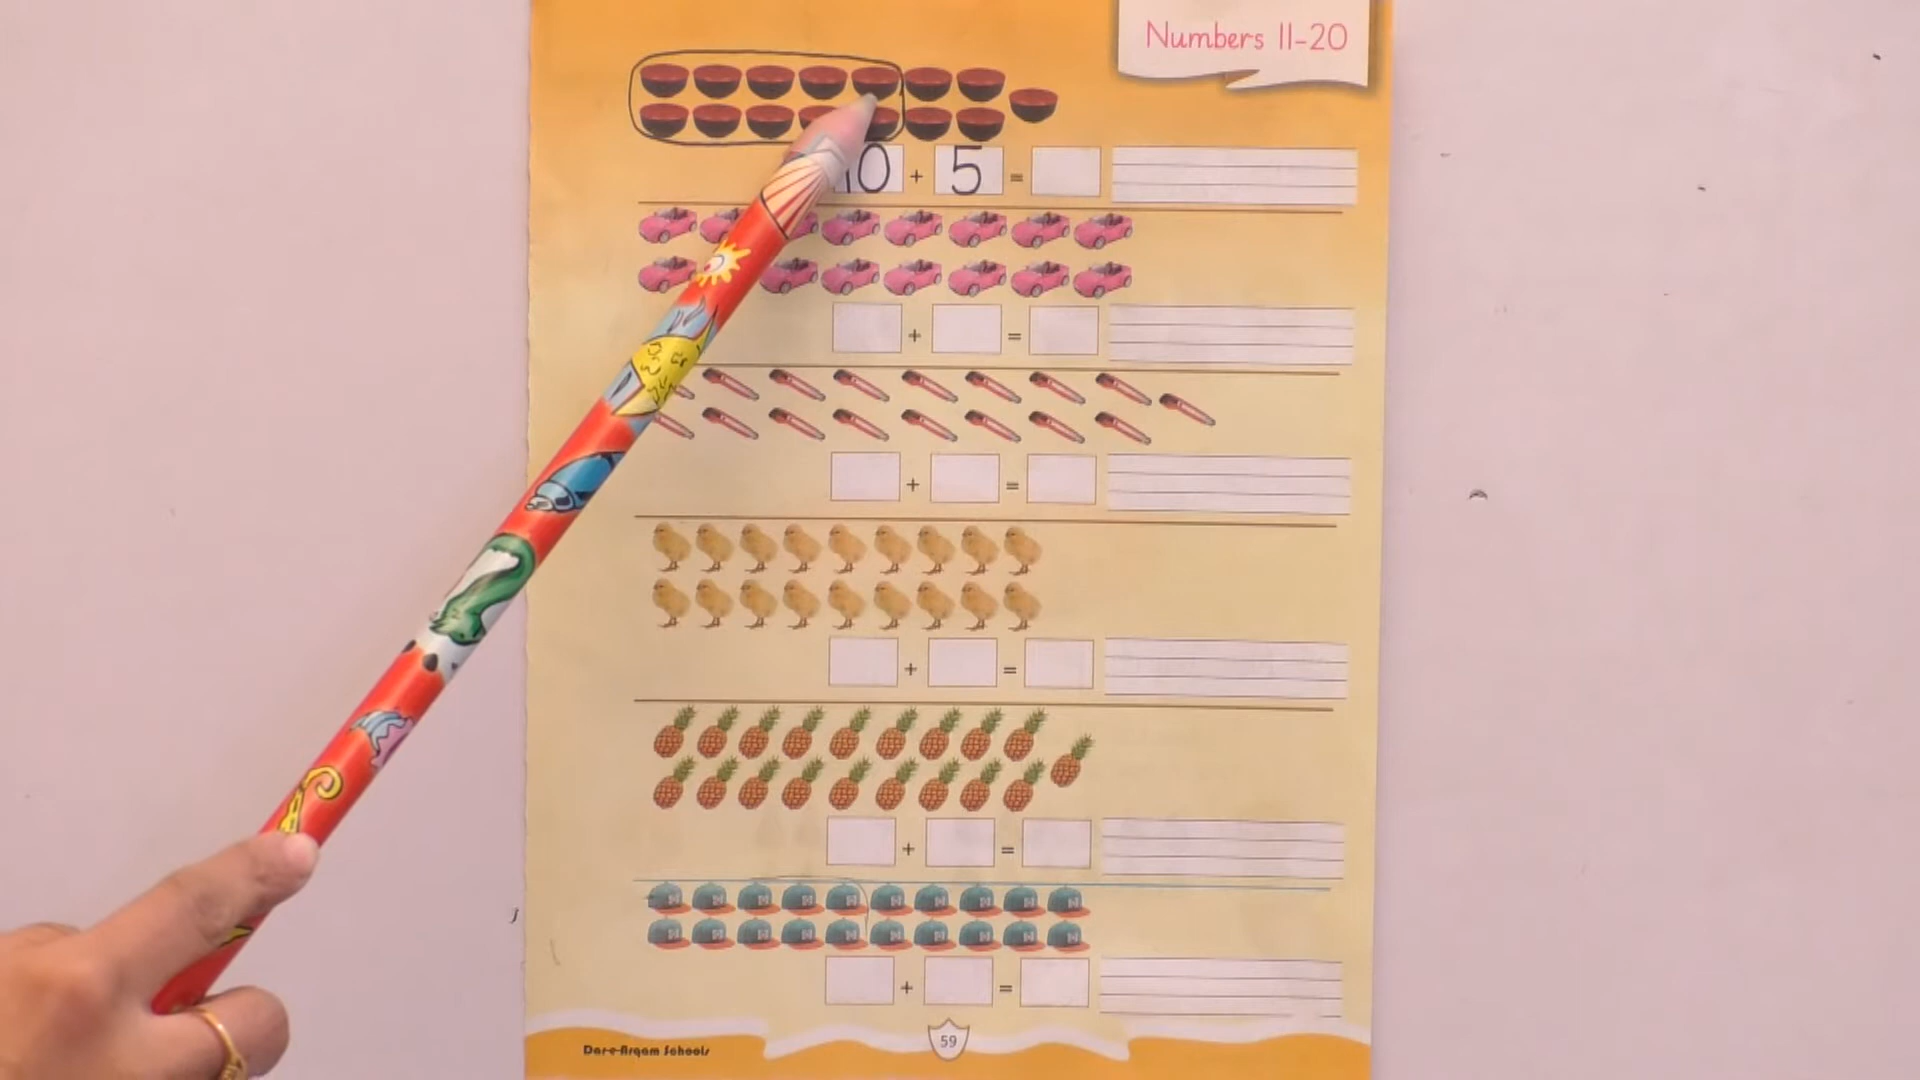 Numbers 11-20
10 + 5 =
+ =
+ =
+ =
+ =
+ =
59
Dar-e-Arqam Schools